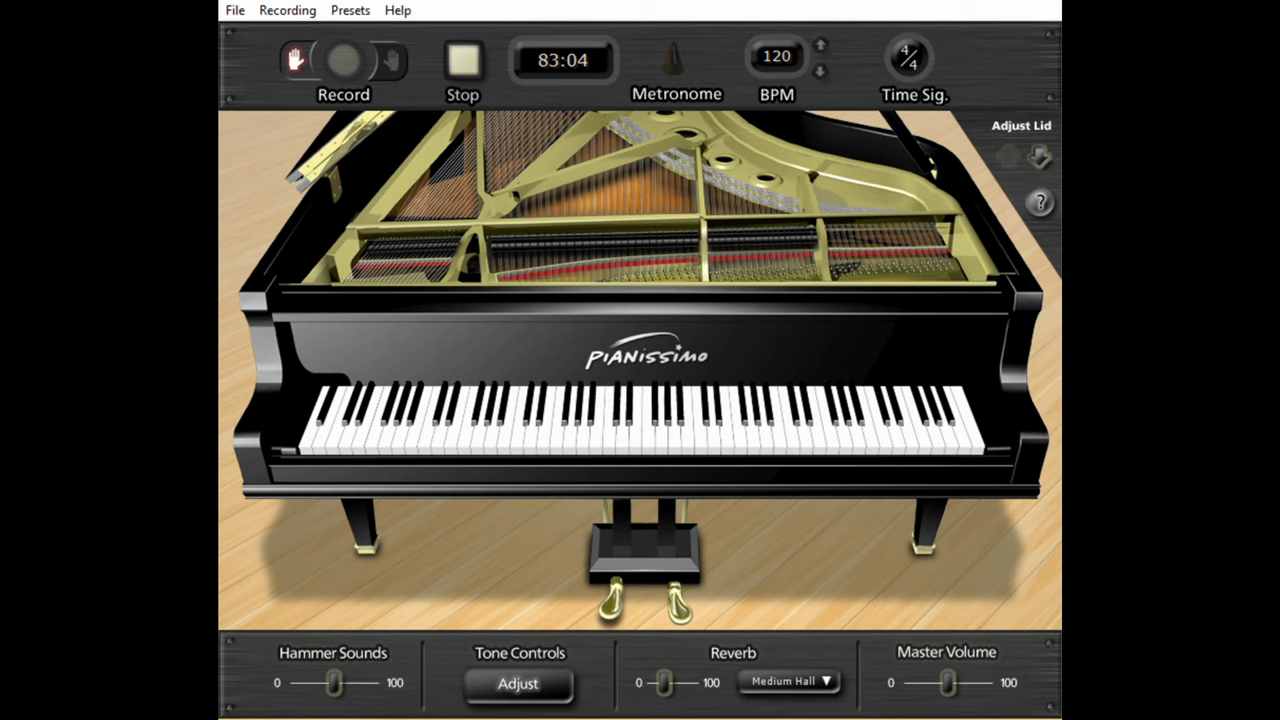 File Recording Presets Help
83:04
120
4/4
Record Stop Metronome BPM Time Sig.
Adjust Lid
?
PIANISSIMO
Hammer Sounds Tone Controls Reverb Master Volume
0 100 Adjust 0 100 Medium Hall ▼ 0 100